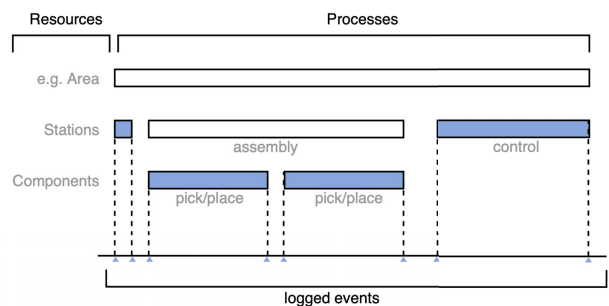 Resources
Processes
e.g. Area
Stations
assembly
control
Components
pick/place
pick/place
logged events